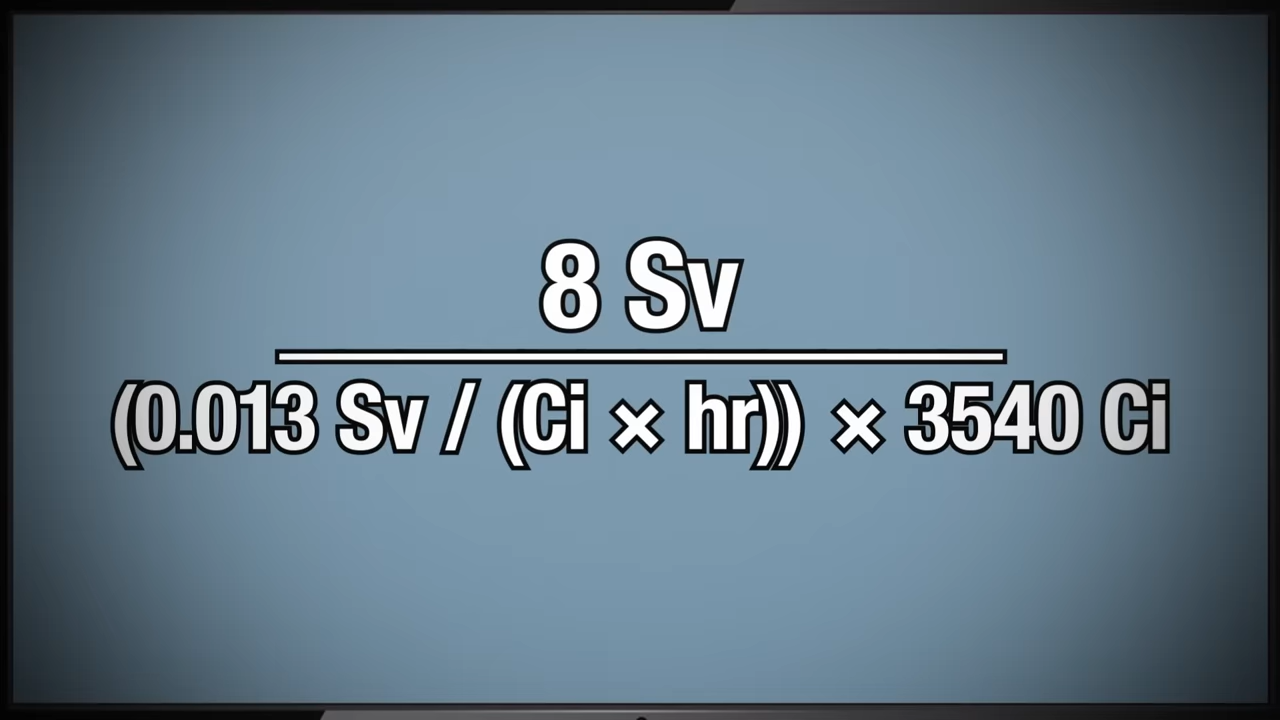 8 Sv
(0.013 Sv / (Ci × hr)) × 3540 Ci